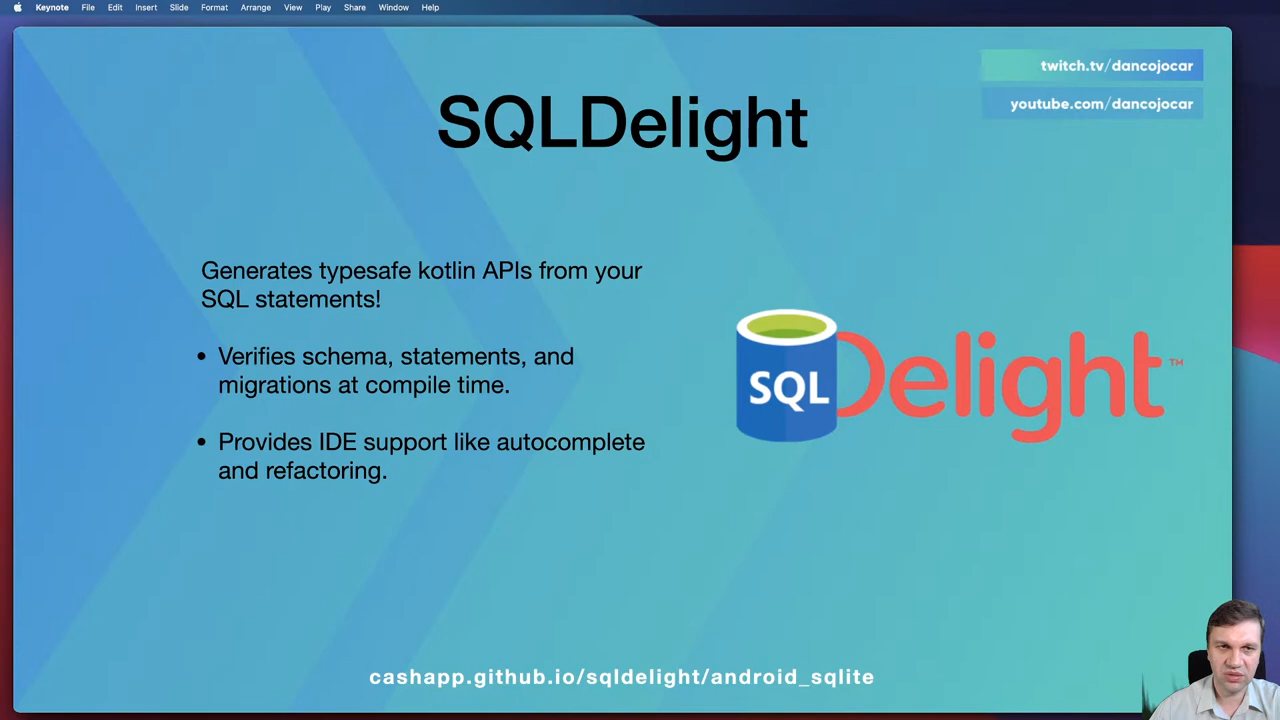 Keynote File Edit Insert Slide Format Arrange View Play Share Window Help
twitch.tv/dancojocar
youtube.com/dancojocar
SQLDelight
Generates typesafe kotlin APIs from your
SQL statements!
• Verifies schema, statements, and
migrations at compile time.
• Provides IDE support like autocomplete
and refactoring.
SQLDelight™
cashapp.github.io/sqldelight/android_sqlite